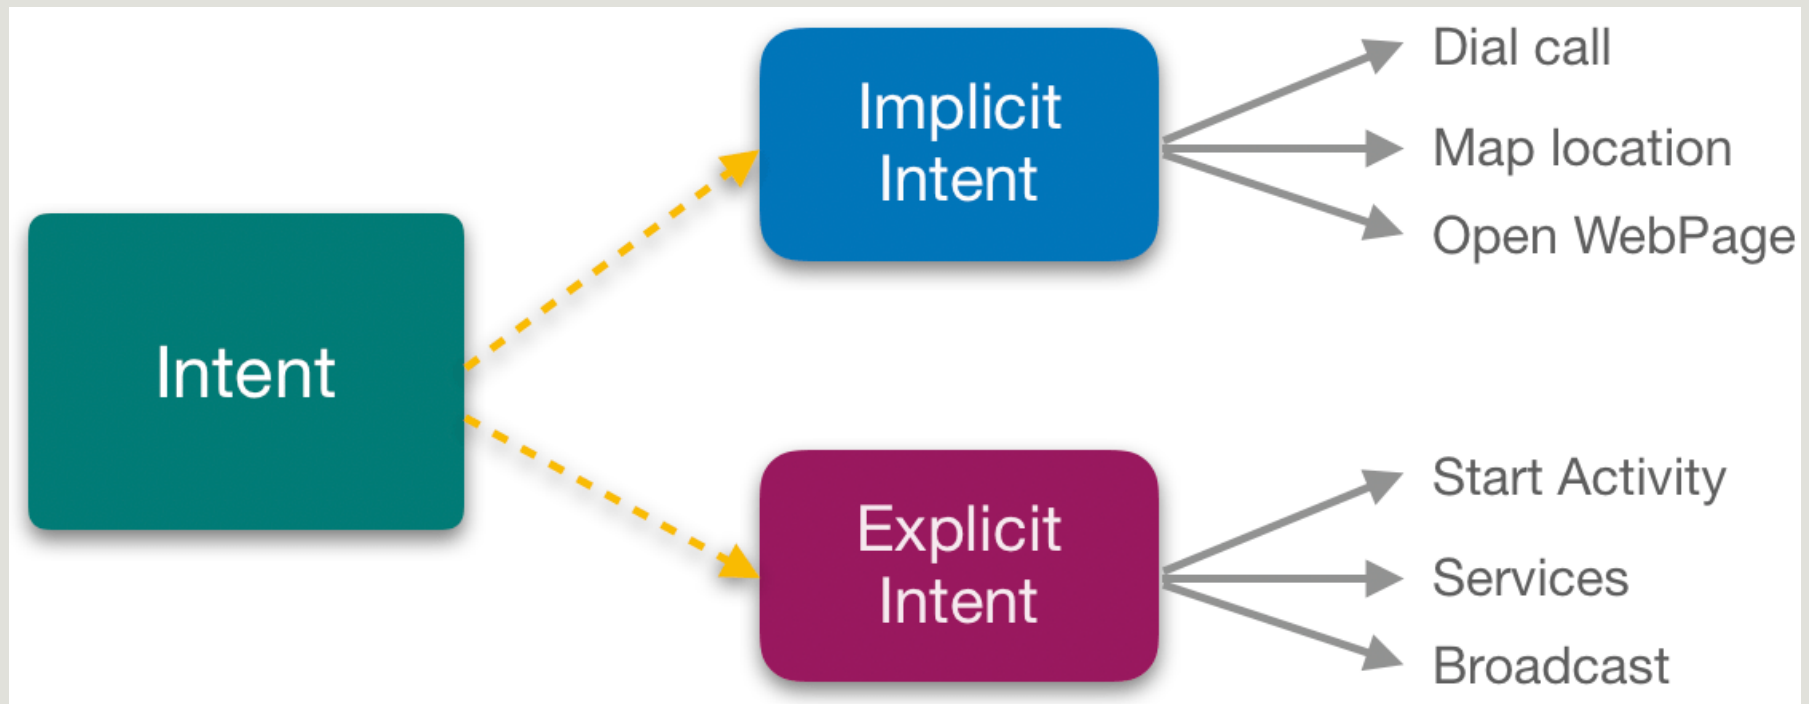 Intent
Implicit
Intent
Dial call
Map location
Open WebPage
Explicit
Intent
Start Activity
Services
Broadcast